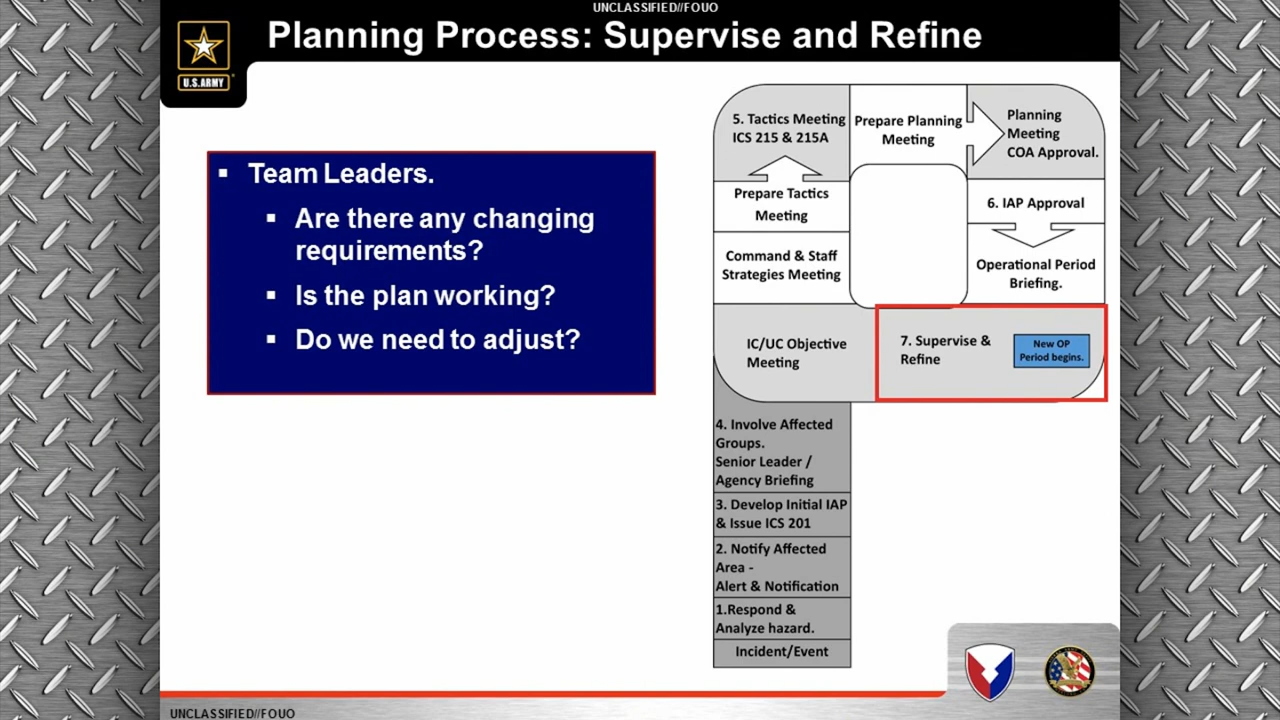 UNCLASSIFIED//FOUO
Planning Process: Supervise and Refine
U.S.ARMY
▪ Team Leaders.
▪ Are there any changing
requirements?
▪ Is the plan working?
▪ Do we need to adjust?
5. Tactics Meeting
ICS 215 & 215A
Prepare Planning
Meeting
Planning
Meeting
COA Approval.
Prepare Tactics
Meeting
6. IAP Approval
Command & Staff
Strategies Meeting
Operational Period
Briefing.
IC/UC Objective
Meeting
7. Supervise &
Refine
New OP
Period begins.
4. Involve Affected
Groups.
Senior Leader /
Agency Briefing
3. Develop Initial IAP
& Issue ICS 201
2. Notify Affected
Area -
Alert & Notification
1.Respond &
Analyze hazard.
Incident/Event
UNCLASSIFIED//FOUO